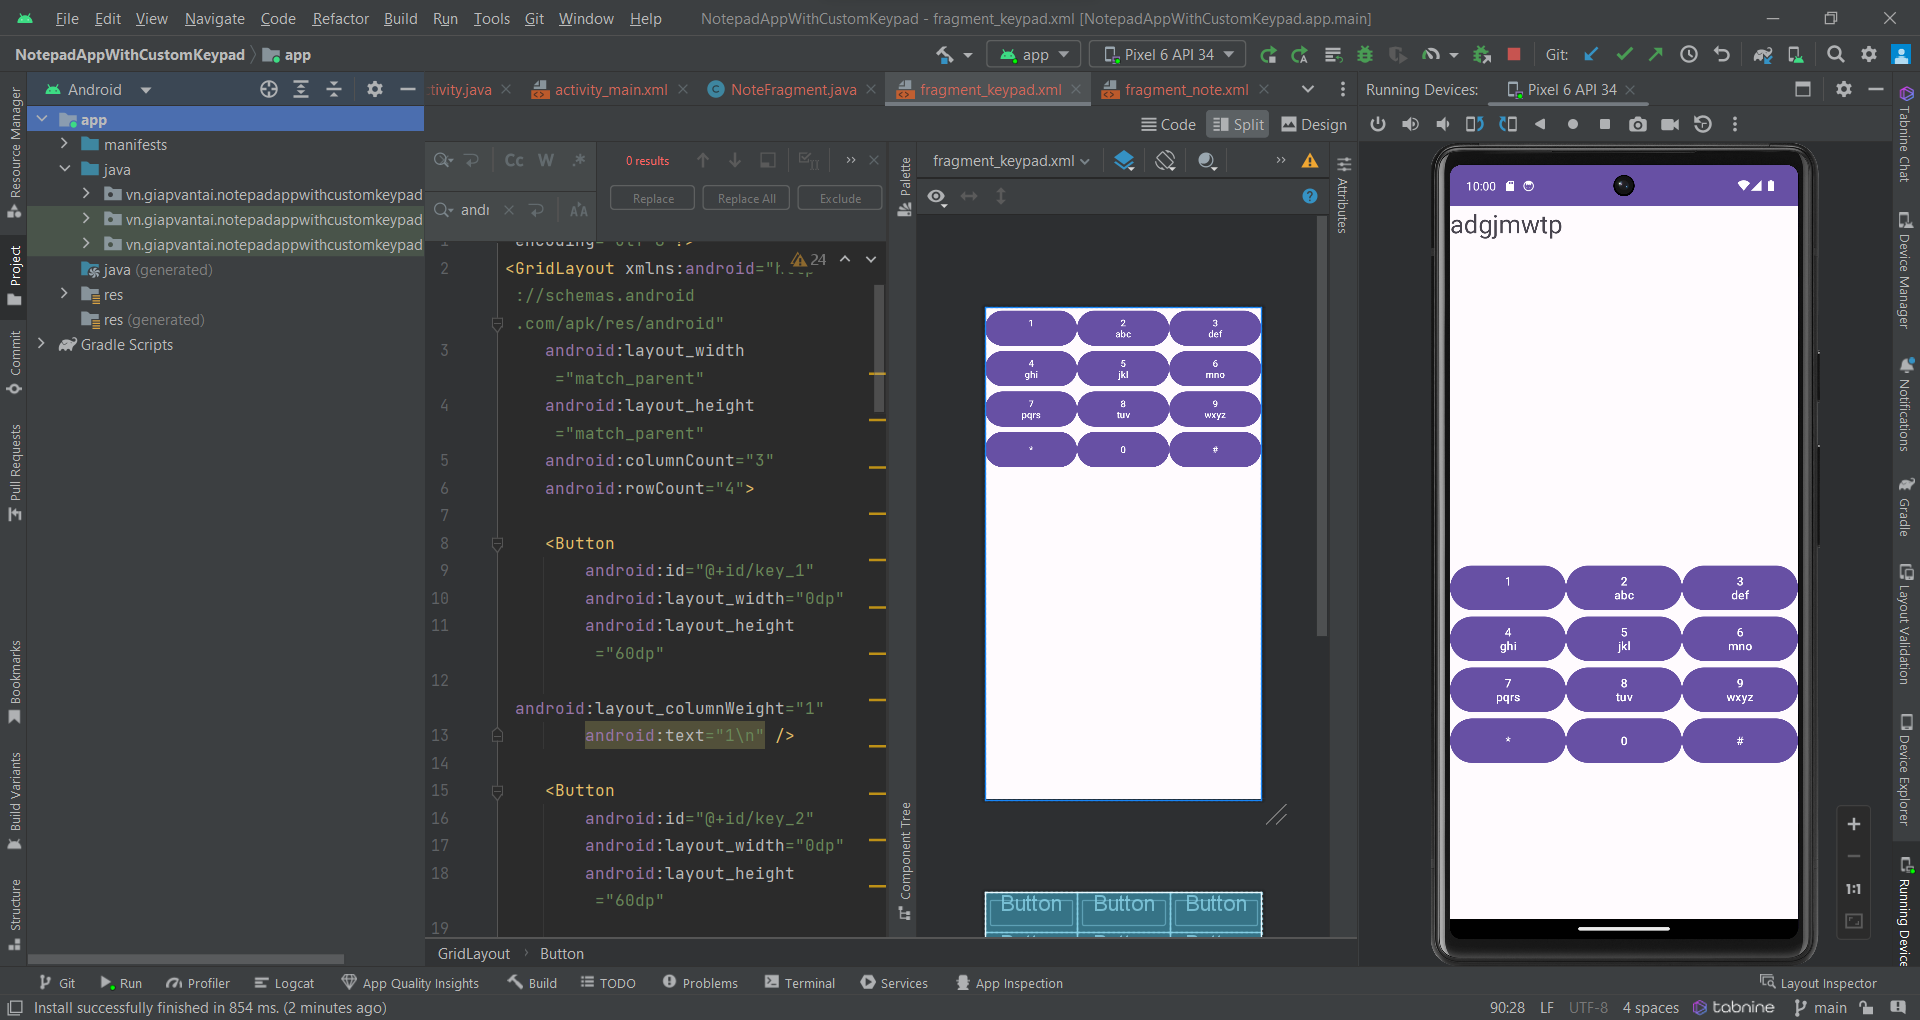 File Edit View Navigate Code Refactor Build Run Tools Git Window Help NotepadAppWithCustomKeypad - fragment_keypad.xml [NotepadAppWithCustomKeypad.app.main]
NotepadAppWithCustomKeypad app
app Pixel 6 API 34 Git:
Resource Manager
Project
Commit
Pull Requests
Bookmarks
Build Variants
Structure
Android
app
manifests
java
vn.giapvantai.notepadappwithcustomkeypad
vn.giapvantai.notepadappwithcustomkeypad
vn.giapvantai.notepadappwithcustomkeypad
java (generated)
res
res (generated)
Gradle Scripts
tivity.java activity_main.xml NoteFragment.java fragment_keypad.xml fragment_note.xml
Code Split Design
Cc W .* 0 results
Replace Replace All Exclude
andr
24
1
2 <GridLayout xmlns:android="http
://schemas.android
.com/apk/res/android"
3 android:layout_width
="match_parent"
4 android:layout_height
="match_parent"
5 android:columnCount="3"
6 android:rowCount="4">
7
8 <Button
9 android:id="@+id/key_1"
10 android:layout_width="0dp"
11 android:layout_height
="60dp"
12
android:layout_columnWeight="1"
13 android:text="1\n" />
14
15 <Button
16 android:id="@+id/key_2"
17 android:layout_width="0dp"
18 android:layout_height
="60dp"
19
GridLayout Button
Palette
Component Tree
fragment_keypad.xml
Attributes
1 2 3
abc def
4 5 6
ghi jkl mno
7 8 9
pqrs tuv wxyz
* 0 #
Button Button Button
Running Devices: Pixel 6 API 34
10:00
adgjmwtp
1 2 3
abc def
4 5 6
ghi jkl mno
7 8 9
pqrs tuv wxyz
* 0 #
1:1
Tabnine Chat
Device Manager
Notifications
Gradle
Layout Validation
Device Explorer
Running Device
Git Run Profiler Logcat App Quality Insights Build TODO Problems Terminal Services App Inspection Layout Inspector
Install successfully finished in 854 ms. (2 minutes ago) 90:28 LF UTF-8 4 spaces tabnine main